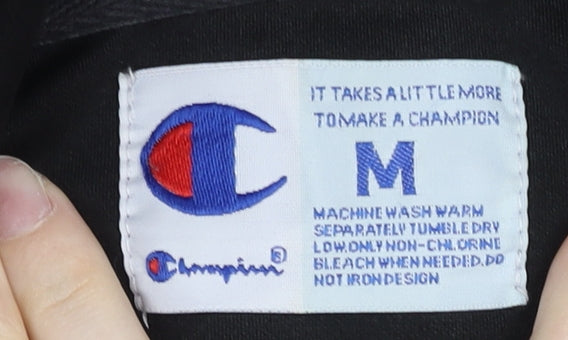 Champion®
IT TAKES A LITTLE MORE
TO MAKE A CHAMPION
M
MACHINE WASH WARM
SEPARATELY TUMBLE DRY
LOW.ONLY NON-CHLORINE
BLEACH WHEN NEEDED.DO
NOT IRON DESIGN